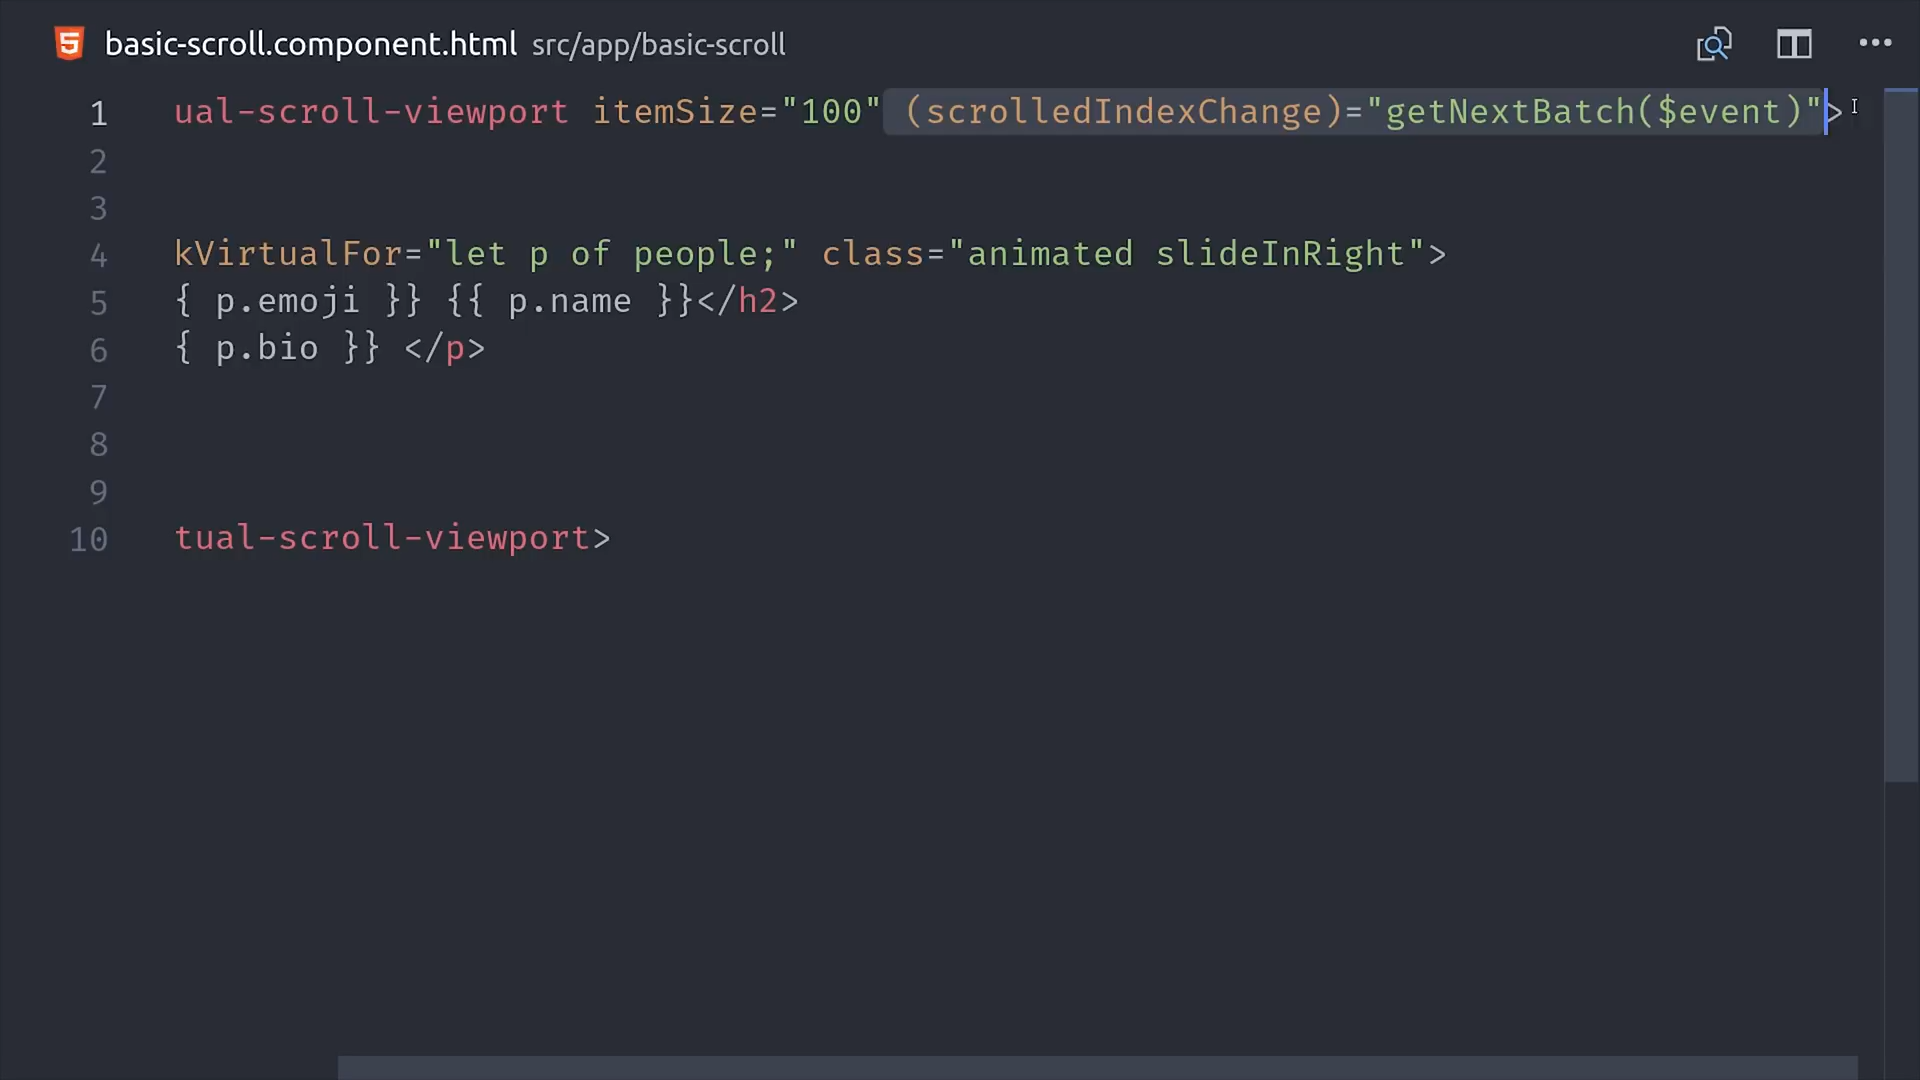 basic-scroll.component.html src/app/basic-scroll
1 ual-scroll-viewport itemSize="100" (scrolledIndexChange)="getNextBatch($event)">
2
3
4 kVirtualFor="let p of people;" class="animated slideInRight">
5 { p.emoji }} {{ p.name }}</h2>
6 { p.bio }} </p>
7
8
9
10 tual-scroll-viewport>